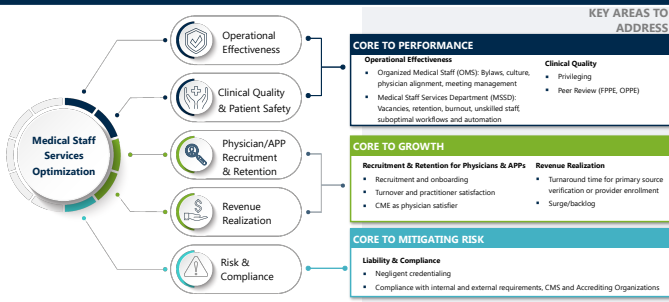 KEY AREAS TO
ADDRESS
Medical Staff
Services
Optimization
Operational
Effectiveness
Clinical Quality
& Patient Safety
Physician/APP
Recruitment
& Retention
Revenue
Realization
Risk &
Compliance
CORE TO PERFORMANCE
Operational Effectiveness
▪ Organized Medical Staff (OMS): Bylaws, culture,
physician alignment, meeting management
▪ Medical Staff Services Department (MSSD):
Vacancies, retention, burnout, unskilled staff,
suboptimal workflows and automation
Clinical Quality
▪ Privileging
▪ Peer Review (FPPE, OPPE)
CORE TO GROWTH
Recruitment & Retention for Physicians & APPs
▪ Recruitment and onboarding
▪ Turnover and practitioner satisfaction
▪ CME as physician satisfier
Revenue Realization
▪ Turnaround time for primary source
verification or provider enrollment
▪ Surge/backlog
CORE TO MITIGATING RISK
Liability & Compliance
▪ Negligent credentialing
▪ Compliance with internal and external requirements, CMS and Accrediting Organizations